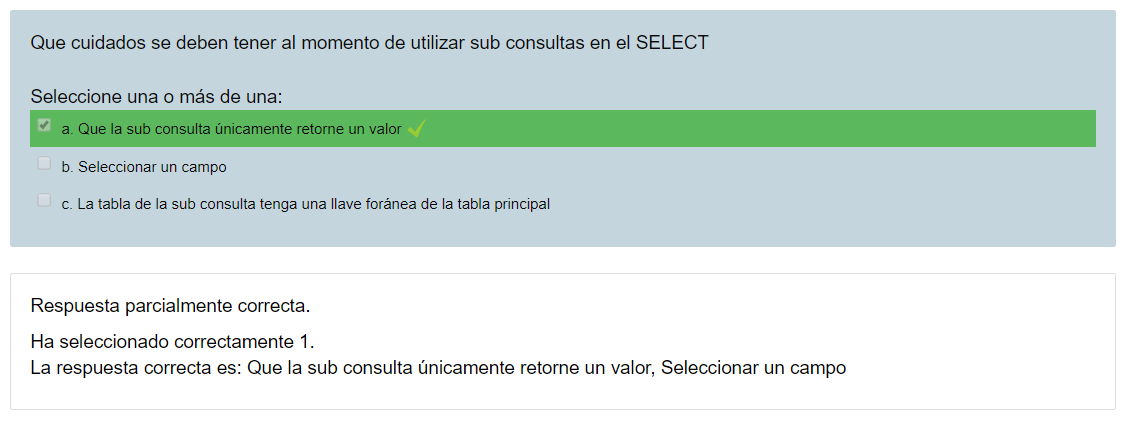 Que cuidados se deben tener al momento de utilizar sub consultas en el SELECT
Seleccione una o más de una:
a. Que la sub consulta únicamente retorne un valor
b. Seleccionar un campo
c. La tabla de la sub consulta tenga una llave foránea de la tabla principal
Respuesta parcialmente correcta.
Ha seleccionado correctamente 1.
La respuesta correcta es: Que la sub consulta únicamente retorne un valor, Seleccionar un campo